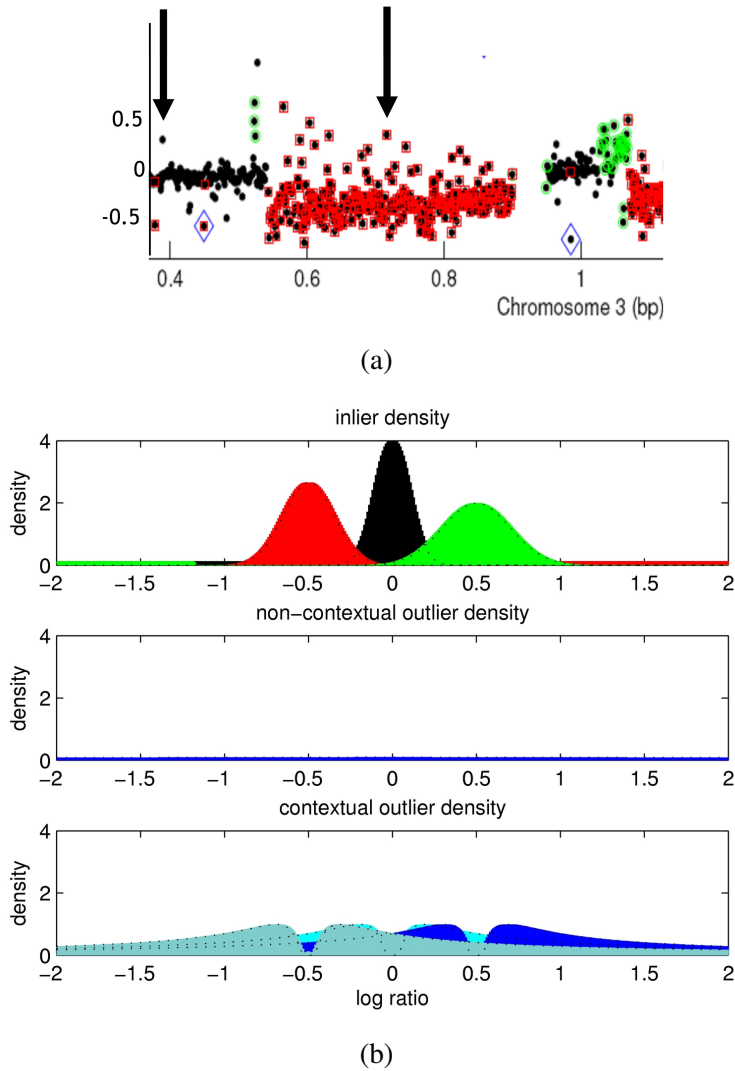 0.5
0
-0.5
0.4 0.6 0.8 1
Chromosome 3 (bp)
(a)
inlier density
4
2
0
density
−2 −1.5 −1 −0.5 0 0.5 1 1.5 2
non−contextual outlier density
4
2
0
density
−2 −1.5 −1 −0.5 0 0.5 1 1.5 2
contextual outlier density
4
2
0
density
−2 −1.5 −1 −0.5 0 0.5 1 1.5 2
log ratio
(b)